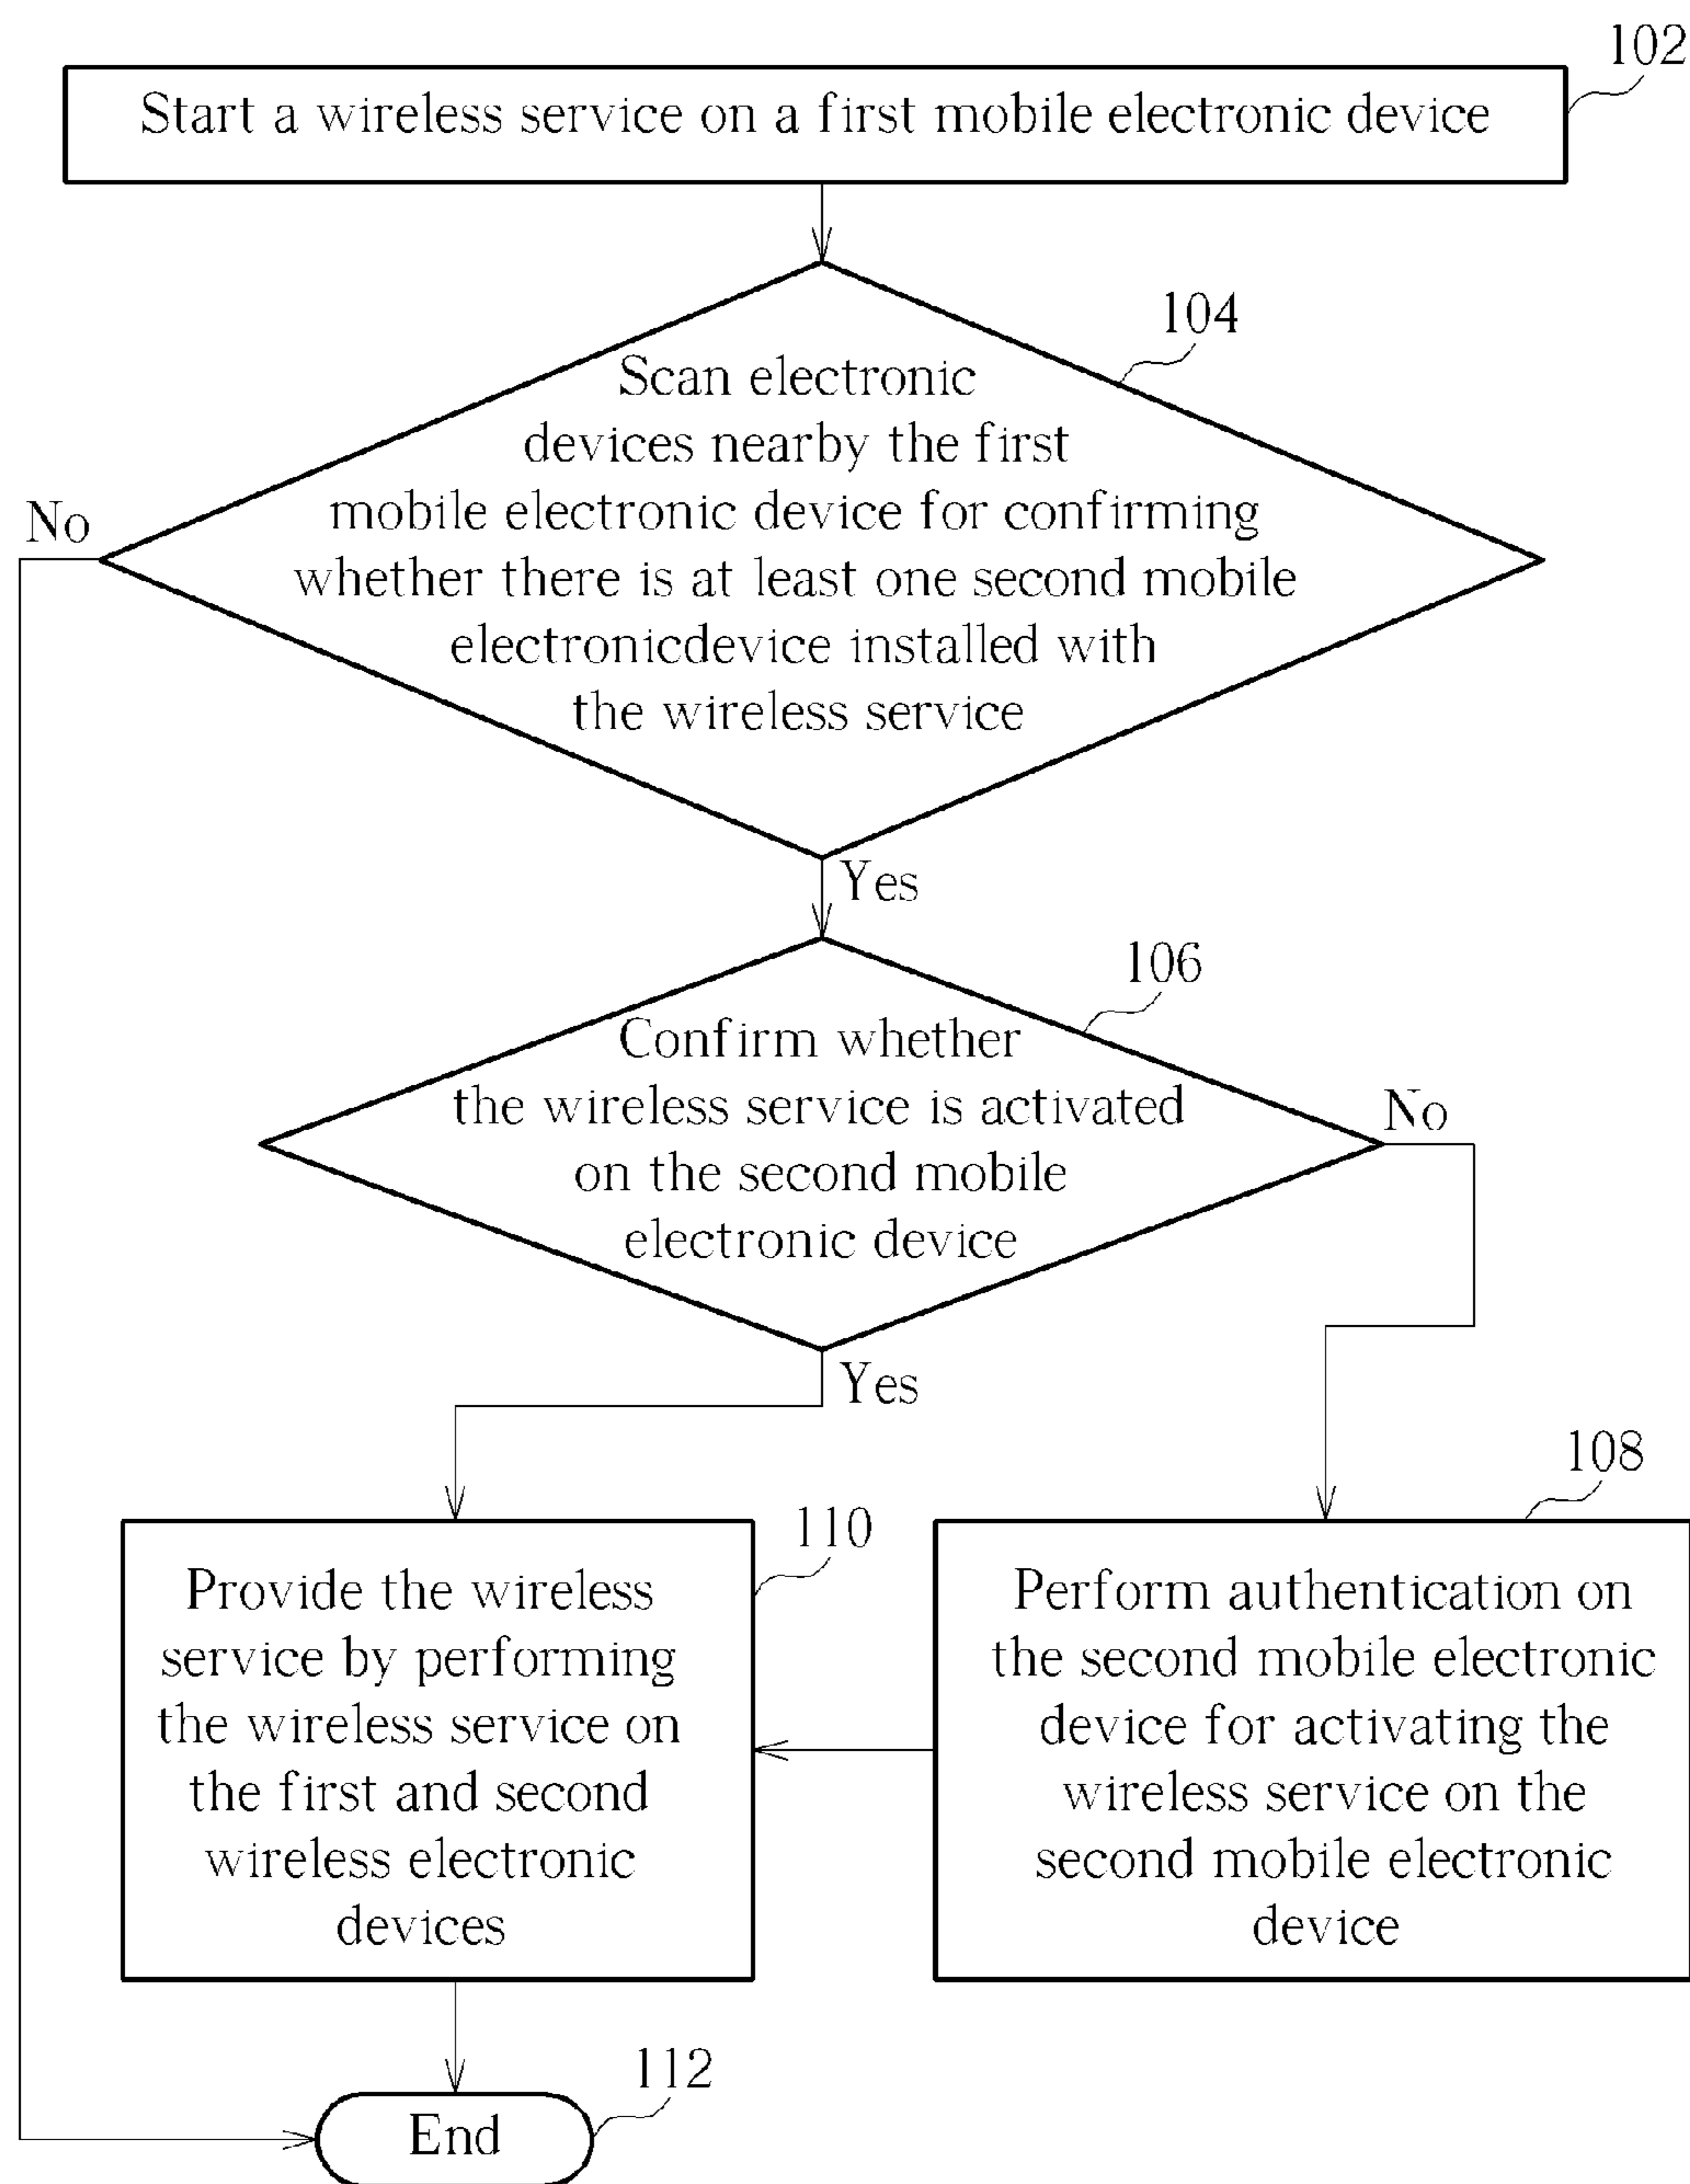 102
Start a wireless service on a first mobile electronic device
104
Scan electronic
devices nearby the first
mobile electronic device for confirming
whether there is at least one second mobile
electronicdevice installed with
the wireless service
No
Yes
106
Confirm whether
the wireless service is activated
on the second mobile
electronic device
No
Yes
108
110
Provide the wireless
service by performing
the wireless service on
the first and second
wireless electronic
devices
Perform authentication on
the second mobile electronic
device for activating the
wireless service on the
second mobile electronic
device
112
End